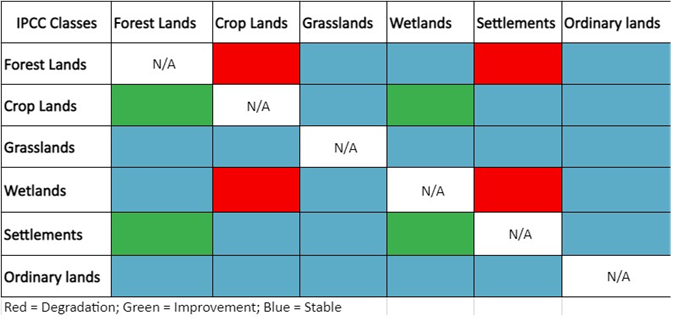 IPCC Classes Forest Lands Crop Lands Grasslands Wetlands Settlements Ordinary lands
Forest Lands N/A
Crop Lands N/A
Grasslands N/A
Wetlands N/A
Settlements N/A
Ordinary lands N/A
Red = Degradation; Green = Improvement; Blue = Stable